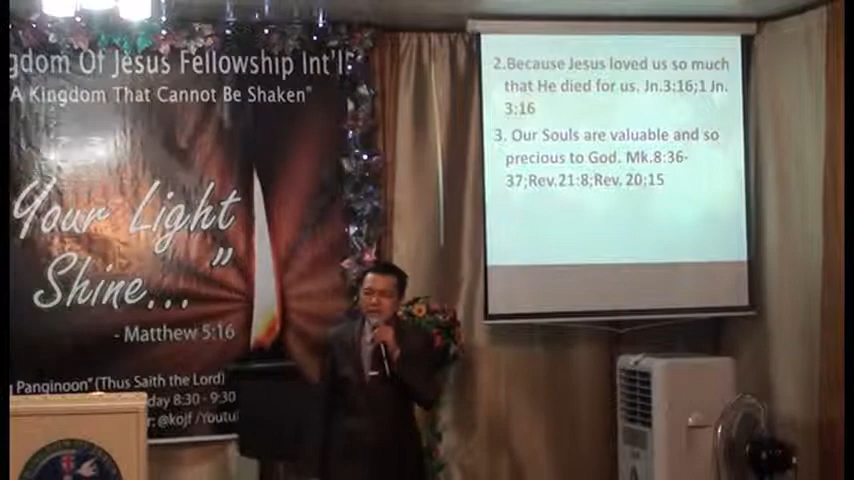 gdom Of Jesus Fellowship Int'l
A Kingdom That Cannot Be Shaken"
Your Light
Shine..."
- Matthew 5:16
g Panginoon" (Thus Saith the Lord)
day 8:30 - 9:30
r: @kojf /Youtu
2.Because Jesus loved us so much
that He died for us. Jn.3:16;1 Jn.
3:16
3. Our Souls are valuable and so
precious to God. Mk.8:36-
37;Rev.21:8;Rev. 20:15